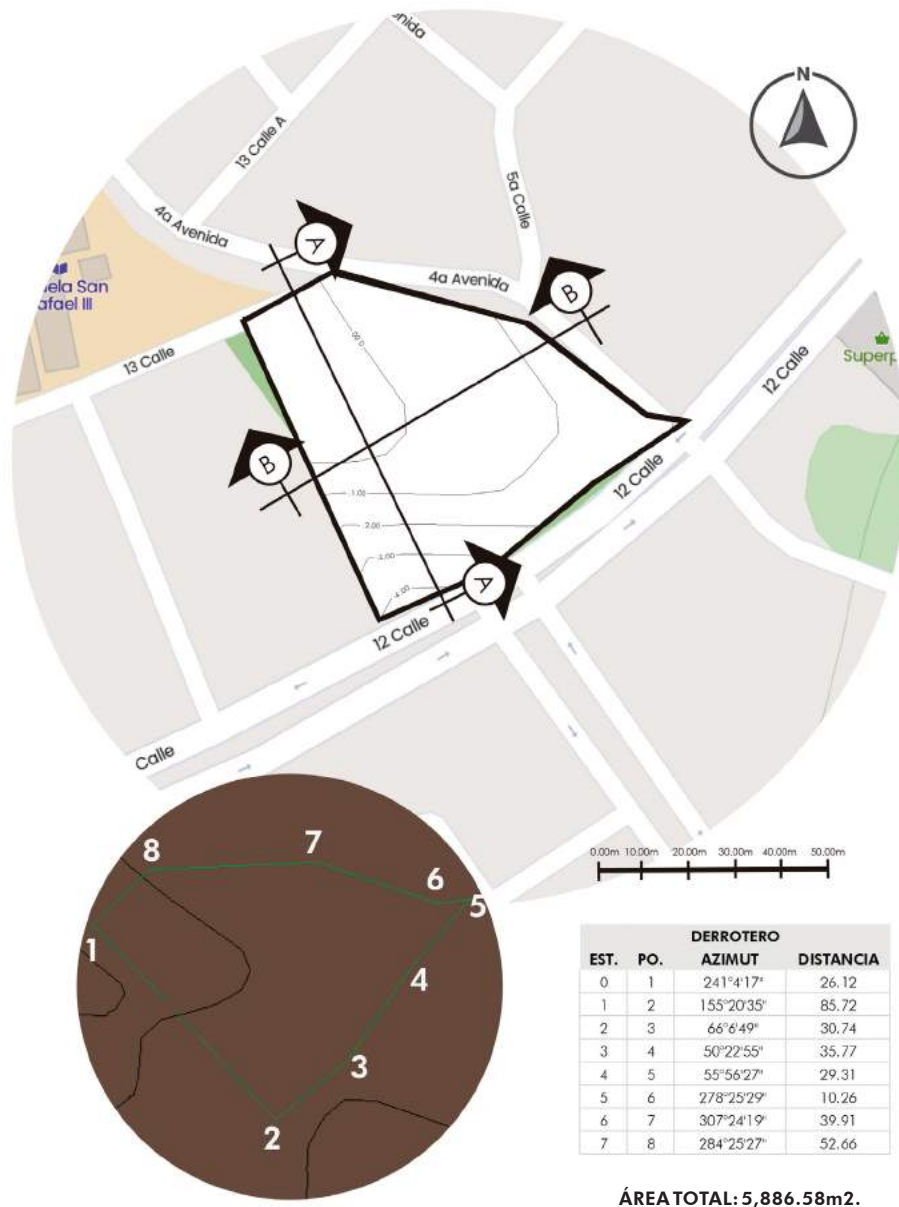 enida
N
13 Calle A
5a Calle
4a Avenida
A
4a Avenida
B
ela San
afael III
13 Calle
12 Calle
Superp
B
12 Calle
-1.00
-2.00
-3.00
-4.00
A
12 Calle
Calle
8
7
6
5
1
4
3
2
0.00m 10.00m 20.00m 30.00m 40.00m 50.00m
DERROTERO
EST. PO. AZIMUT DISTANCIA
0 1 241°4'17" 26.12
1 2 155°20'35" 85.72
2 3 66°6'49" 30.74
3 4 50°22'55" 35.77
4 5 55°56'27" 29.31
5 6 278°25'29" 10.26
6 7 307°24'19" 39.91
7 8 284°25'27" 52.66
ÁREA TOTAL: 5,886.58m2.